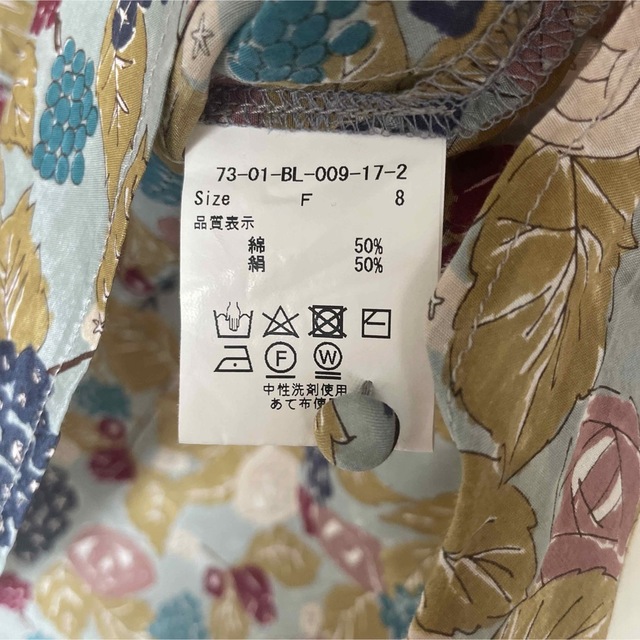 73-01-BL-009-17-2
Size F 8
品質表示
綿 50%
絹 50%
F W
中性洗剤使用
あて布使